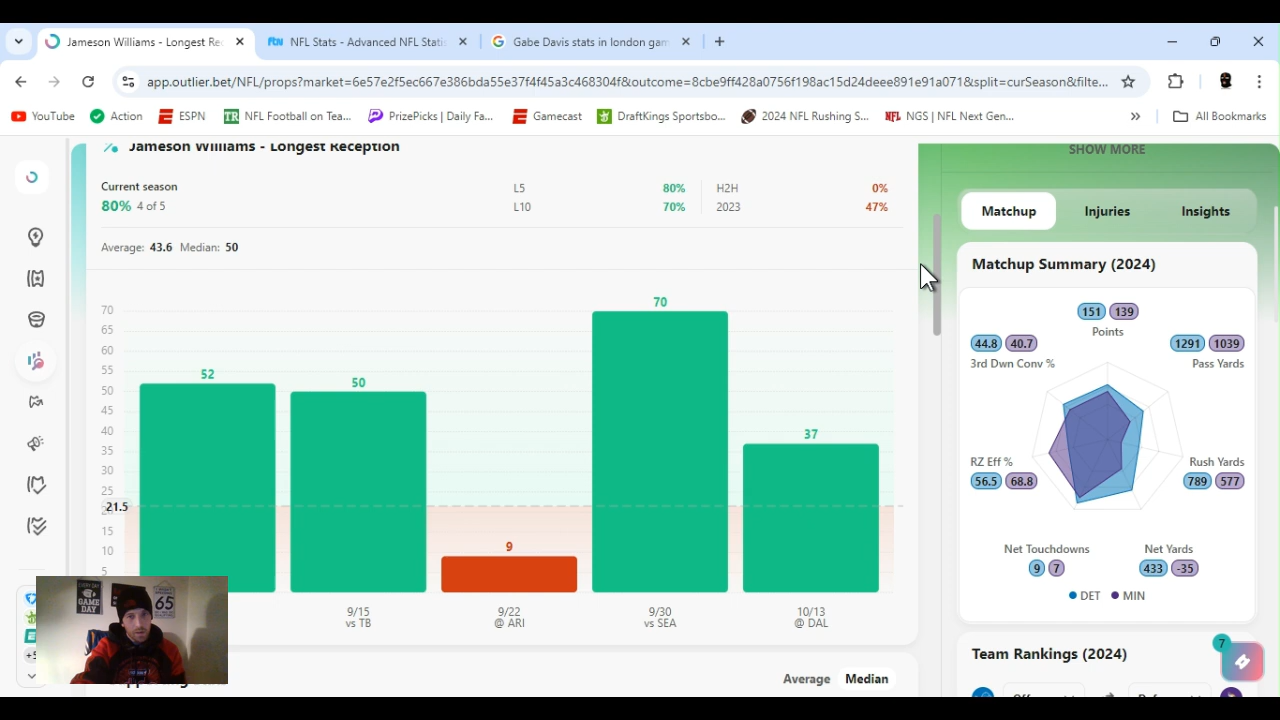 Jameson Williams - Longest Re
NFL Stats - Advanced NFL Stati
Gabe Davis stats in london gam
app.outlier.bet/NFL/props?market=6e57e2f5ec667e386bda55e37f4f45a3c468304f&outcome=8cbe9ff428a0756f198ac15d24deee891e91a071&split=curSeason&filte...
YouTube
Action
ESPN
NFL Football on Tea...
PrizePicks | Daily Fa...
Gamecast
DraftKings Sportsbo...
2024 NFL Rushing S...
NFL NGS | NFL Next Gen...
»
All Bookmarks
Jameson Williams - Longest Reception
Current season
80% 4 of 5
L5 80%
H2H 0%
L10 70%
2023 47%
Average: 43.6 Median: 50
70
65
60
55
50
45
40
35
30
25
21.5
15
10
5
52
50
9
70
37
9/15
vs TB
9/22
@ ARI
9/30
vs SEA
10/13
@ DAL
Average
Median
SHOW MORE
Matchup
Injuries
Insights
Matchup Summary (2024)
151 139
Points
44.8 40.7
3rd Dwn Conv %
1291 1039
Pass Yards
RZ Eff %
56.5 68.8
Rush Yards
789 577
Net Touchdowns
9 7
Net Yards
433 -35
DET
MIN
Team Rankings (2024)
7
GAME
DAY
65